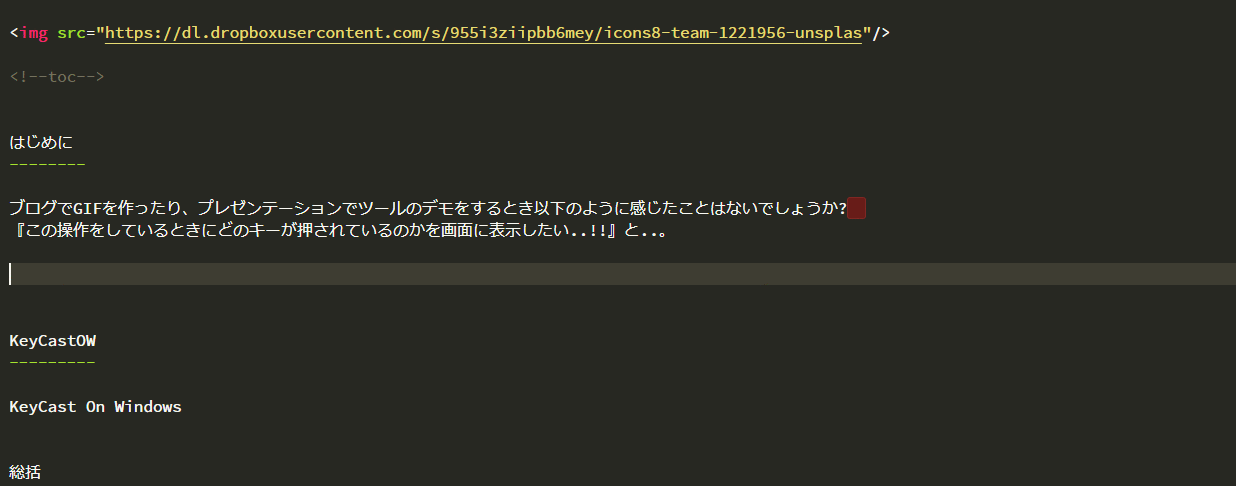 <img src="https://dl.dropboxusercontent.com/s/955i3ziipbb6mey/icons8-team-1221956-unsplas"/>
<!--toc-->
はじめに
--------
ブログでGIFを作ったり、プレゼンテーションでツールのデモをするとき以下のように感じたことはないでしょうか?
『この操作をしているときにどのキーが押されているのかを画面に表示したい..!!』と..。
KeyCastOW
---------
KeyCast On Windows
総括